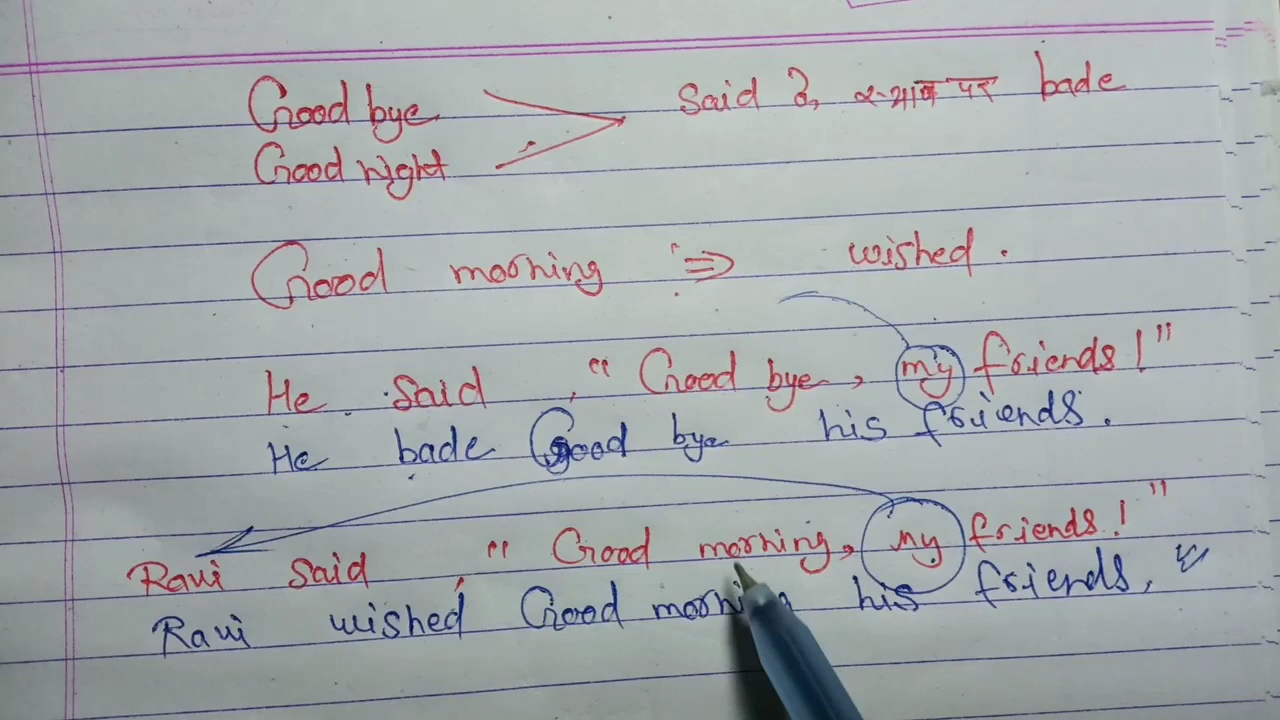 Good bye
Good night
said के स्थान पर bade
Good morning ⇒ wished.
He said, "Good bye, my friends!"
He bade Good bye his friends.
Ravi said, "Good morning, my friends!"
Ravi wished Good morning his friends.